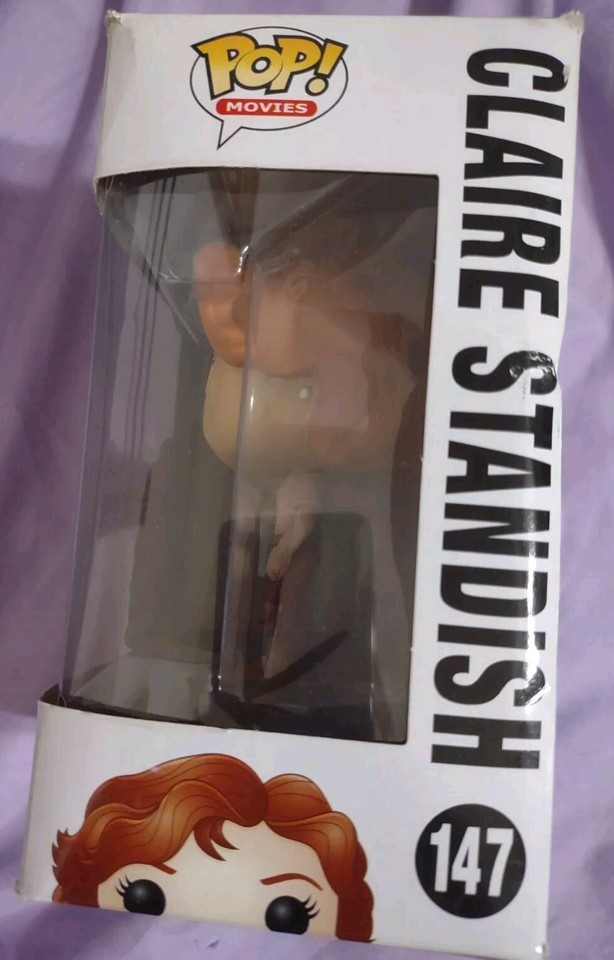 POP!
MOVIES
CLAIRE STANDISH
147